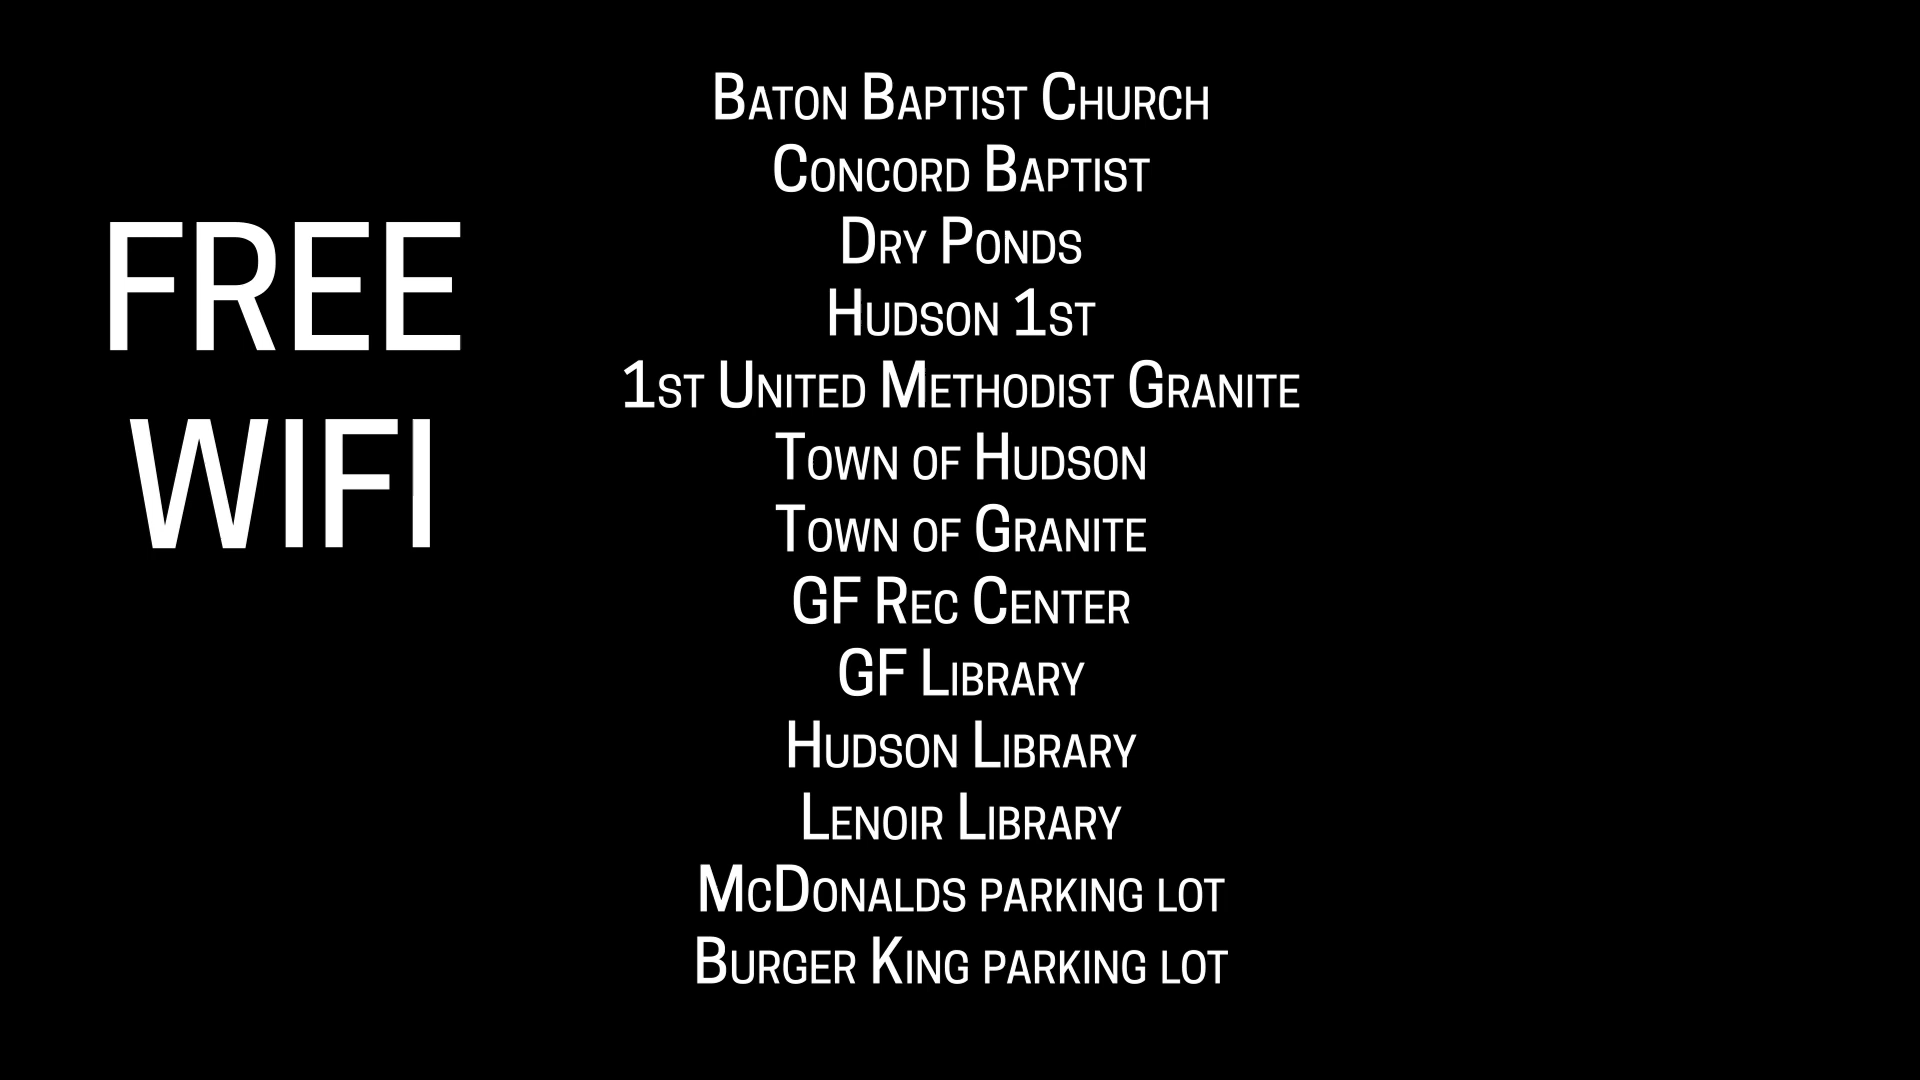 FREE
WIFI
Baton Baptist Church
Concord Baptist
Dry Ponds
Hudson 1st
1st United Methodist Granite
Town of Hudson
Town of Granite
GF Rec Center
GF Library
Hudson Library
Lenoir Library
McDonalds parking lot
Burger King parking lot